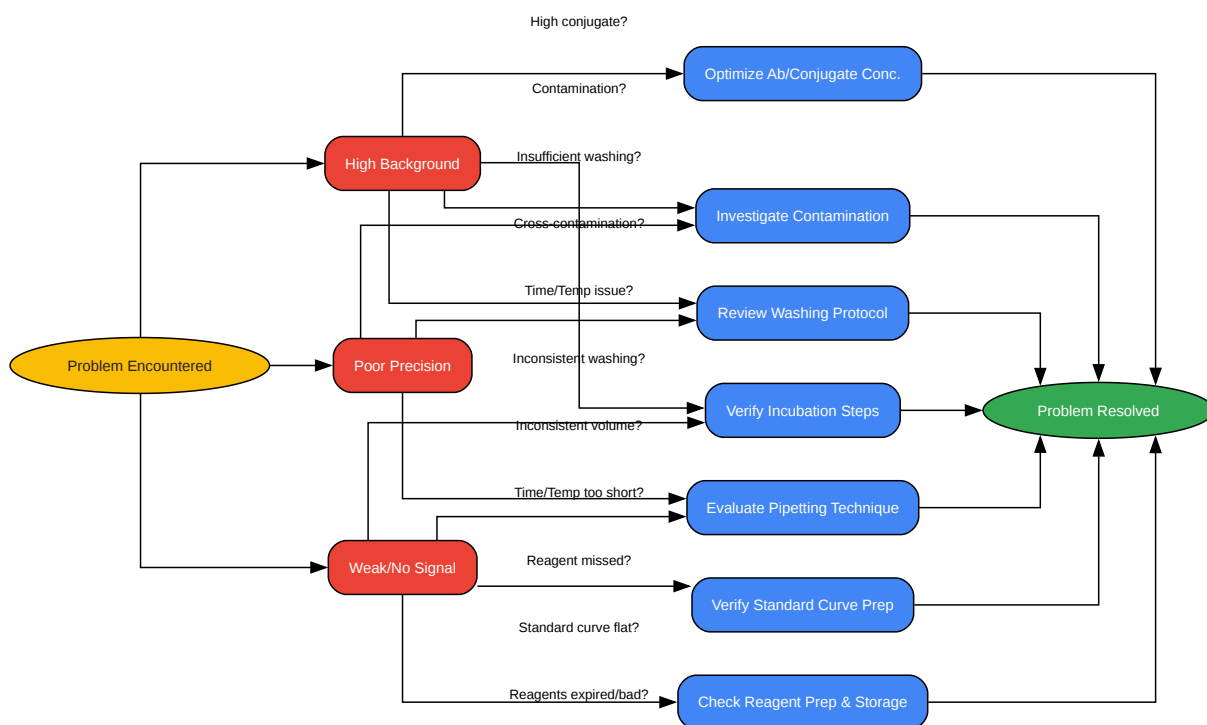 High conjugate?
Optimize Ab/Conjugate Conc.
Contamination?
High Background
Insufficient washing?
Investigate Contamination
Cross-contamination?
Time/Temp issue?
Review Washing Protocol
Problem Encountered
Poor Precision
Inconsistent washing?
Verify Incubation Steps
Problem Resolved
Inconsistent volume?
Time/Temp too short?
Evaluate Pipetting Technique
Weak/No Signal
Reagent missed?
Verify Standard Curve Prep
Standard curve flat?
Reagents expired/bad?
Check Reagent Prep & Storage